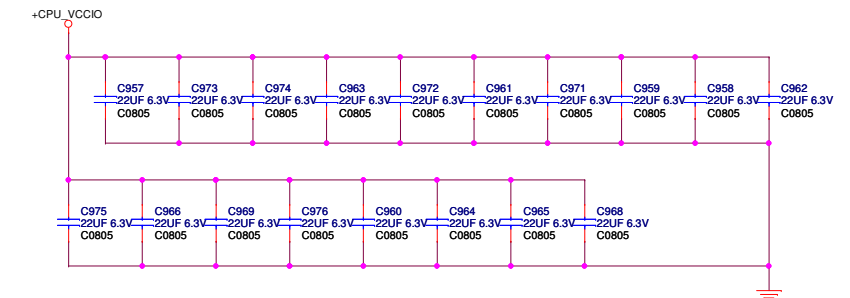 +CPU_VCCIO
C957 C973 C974 C963 C972 C961 C971 C959 C958 C962
22UF 6.3V 22UF 6.3V 22UF 6.3V 22UF 6.3V 22UF 6.3V 22UF 6.3V 22UF 6.3V 22UF 6.3V 22UF 6.3V 22UF 6.3V
C0805 C0805 C0805 C0805 C0805 C0805 C0805 C0805 C0805 C0805
C975 C966 C969 C976 C960 C964 C965 C968
22UF 6.3V 22UF 6.3V 22UF 6.3V 22UF 6.3V 22UF 6.3V 22UF 6.3V 22UF 6.3V 22UF 6.3V
C0805 C0805 C0805 C0805 C0805 C0805 C0805 C0805